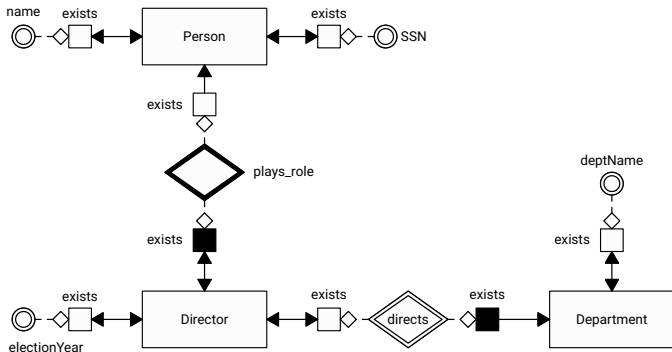 name
exists
Person
exists
SSN
exists
plays_role
deptName
exists
exists
exists
Director
exists
directs
exists
Department
electionYear